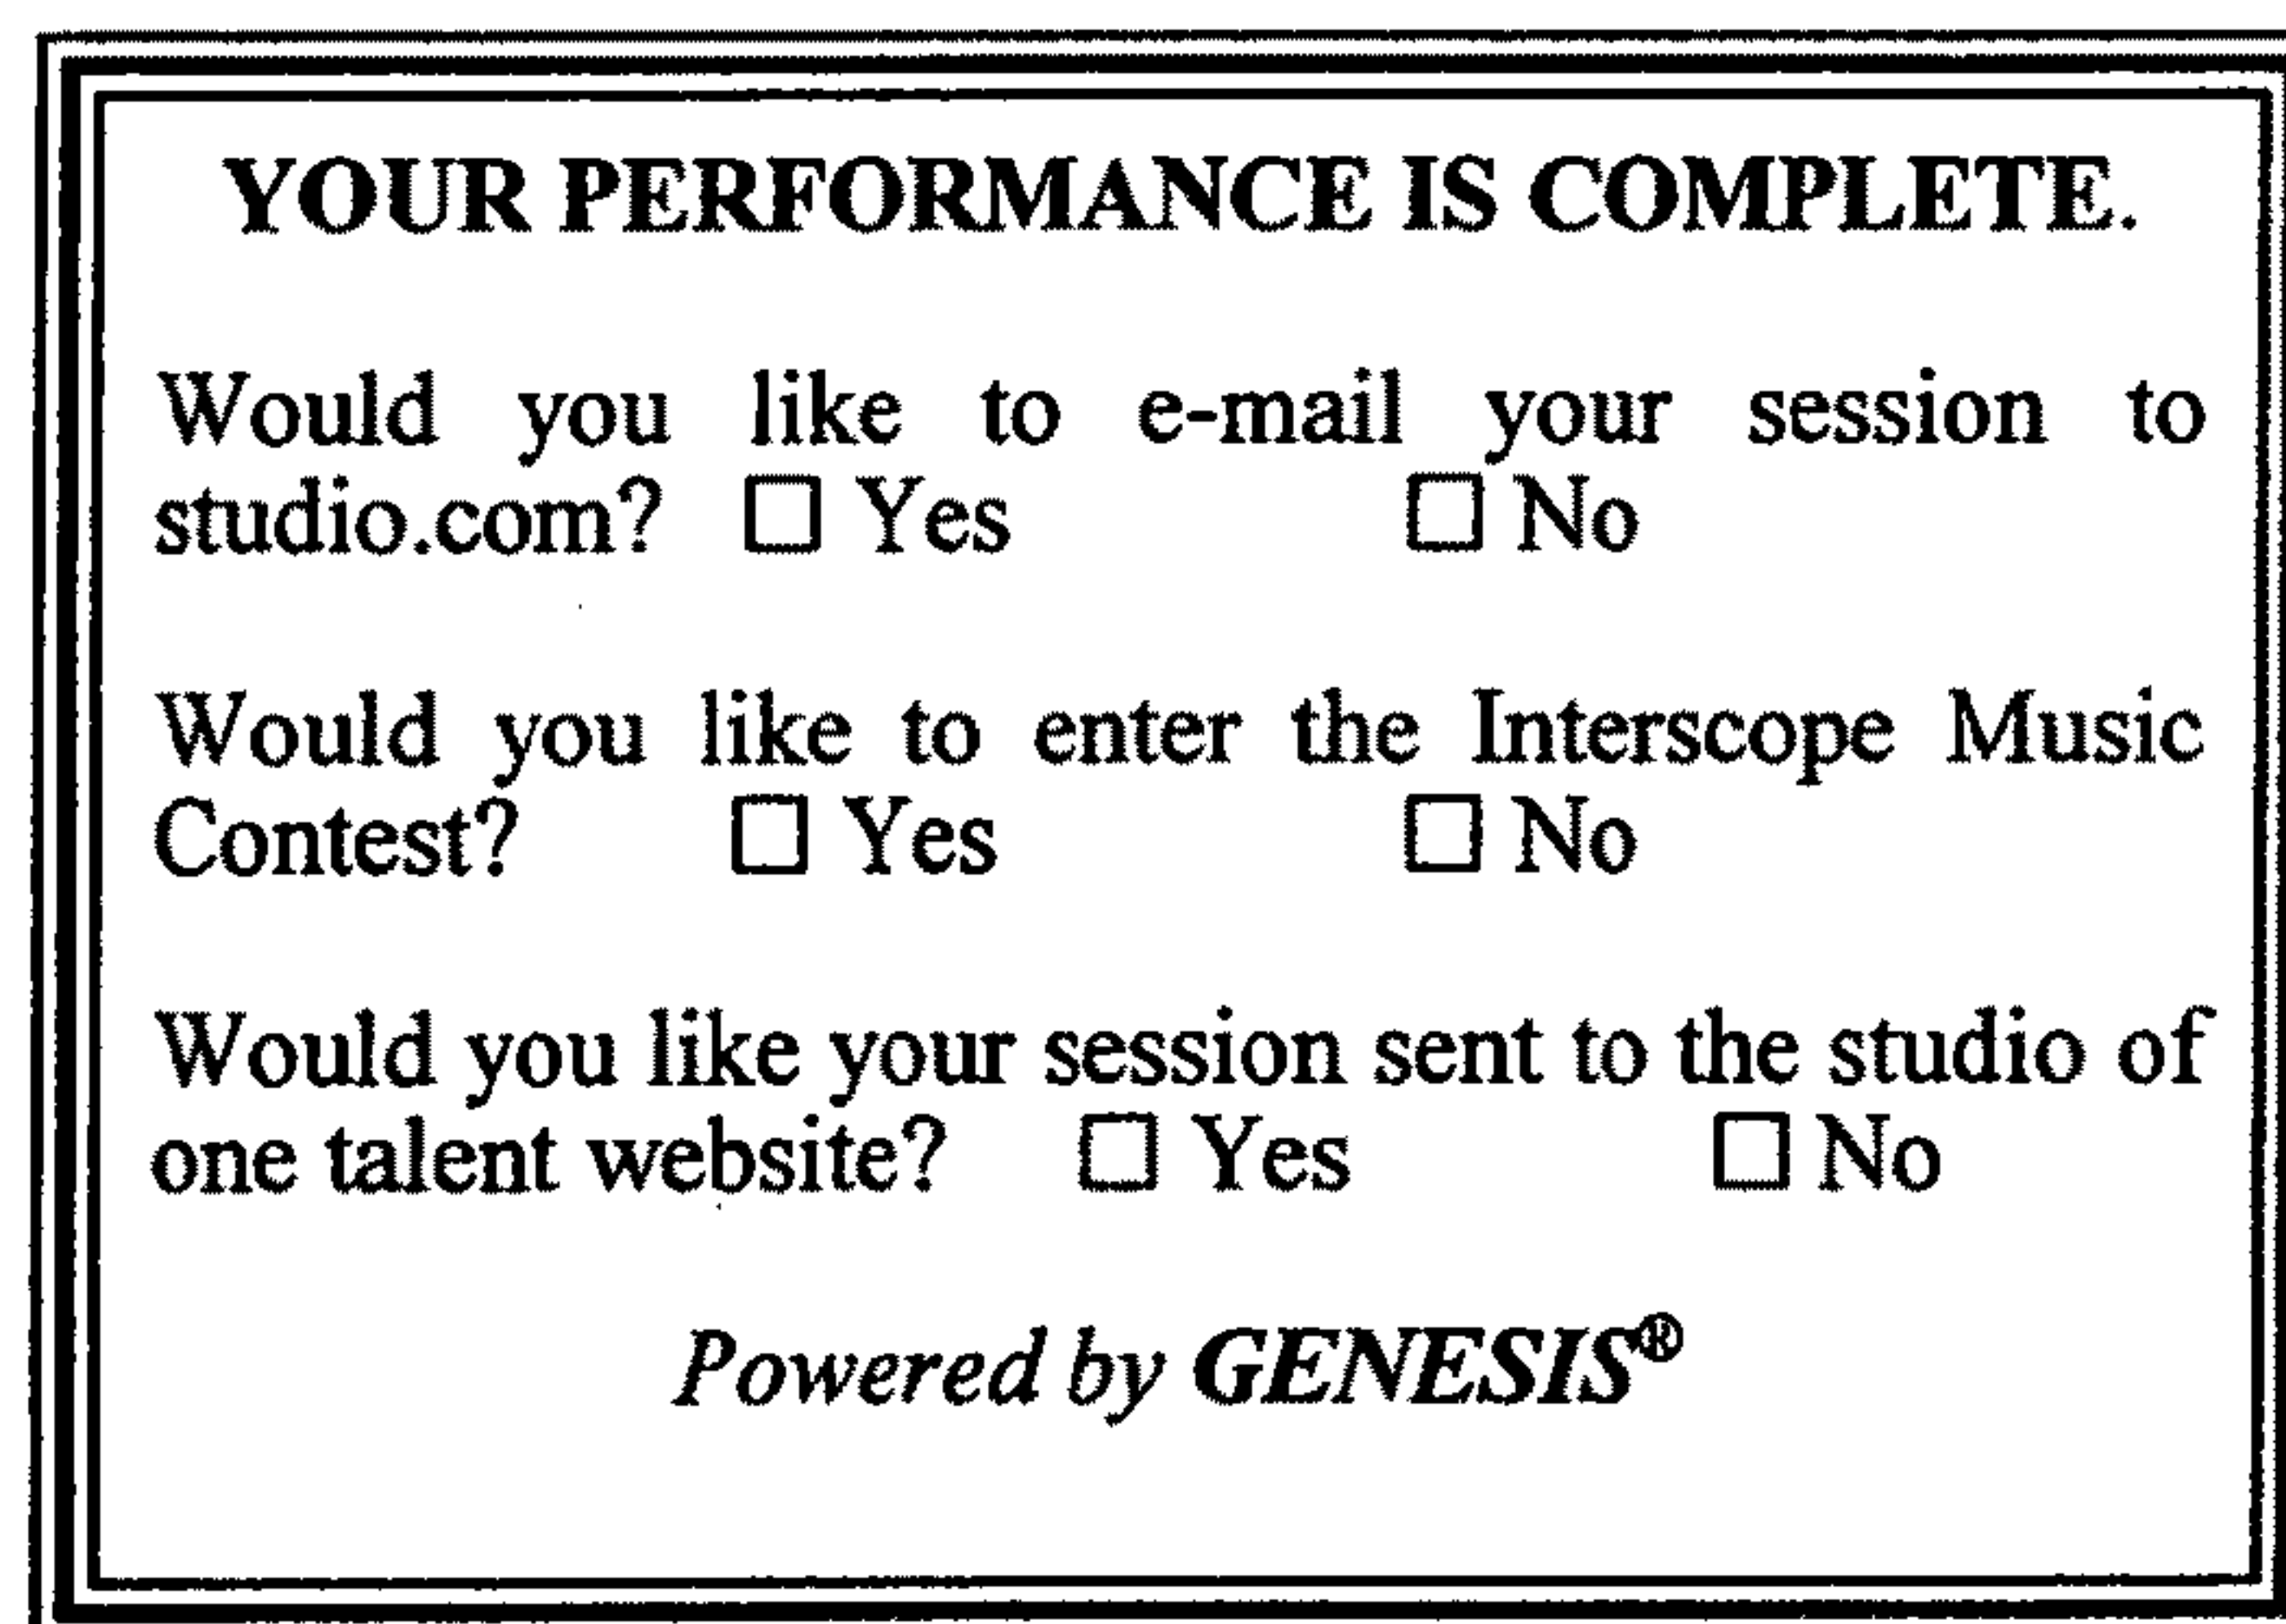 YOUR PERFORMANCE IS COMPLETE.
Would you like to e-mail your session to
studio.com? ☐ Yes ☐ No
Would you like to enter the Interscope Music
Contest? ☐ Yes ☐ No
Would you like your session sent to the studio of
one talent website? ☐ Yes ☐ No
Powered by GENESIS®